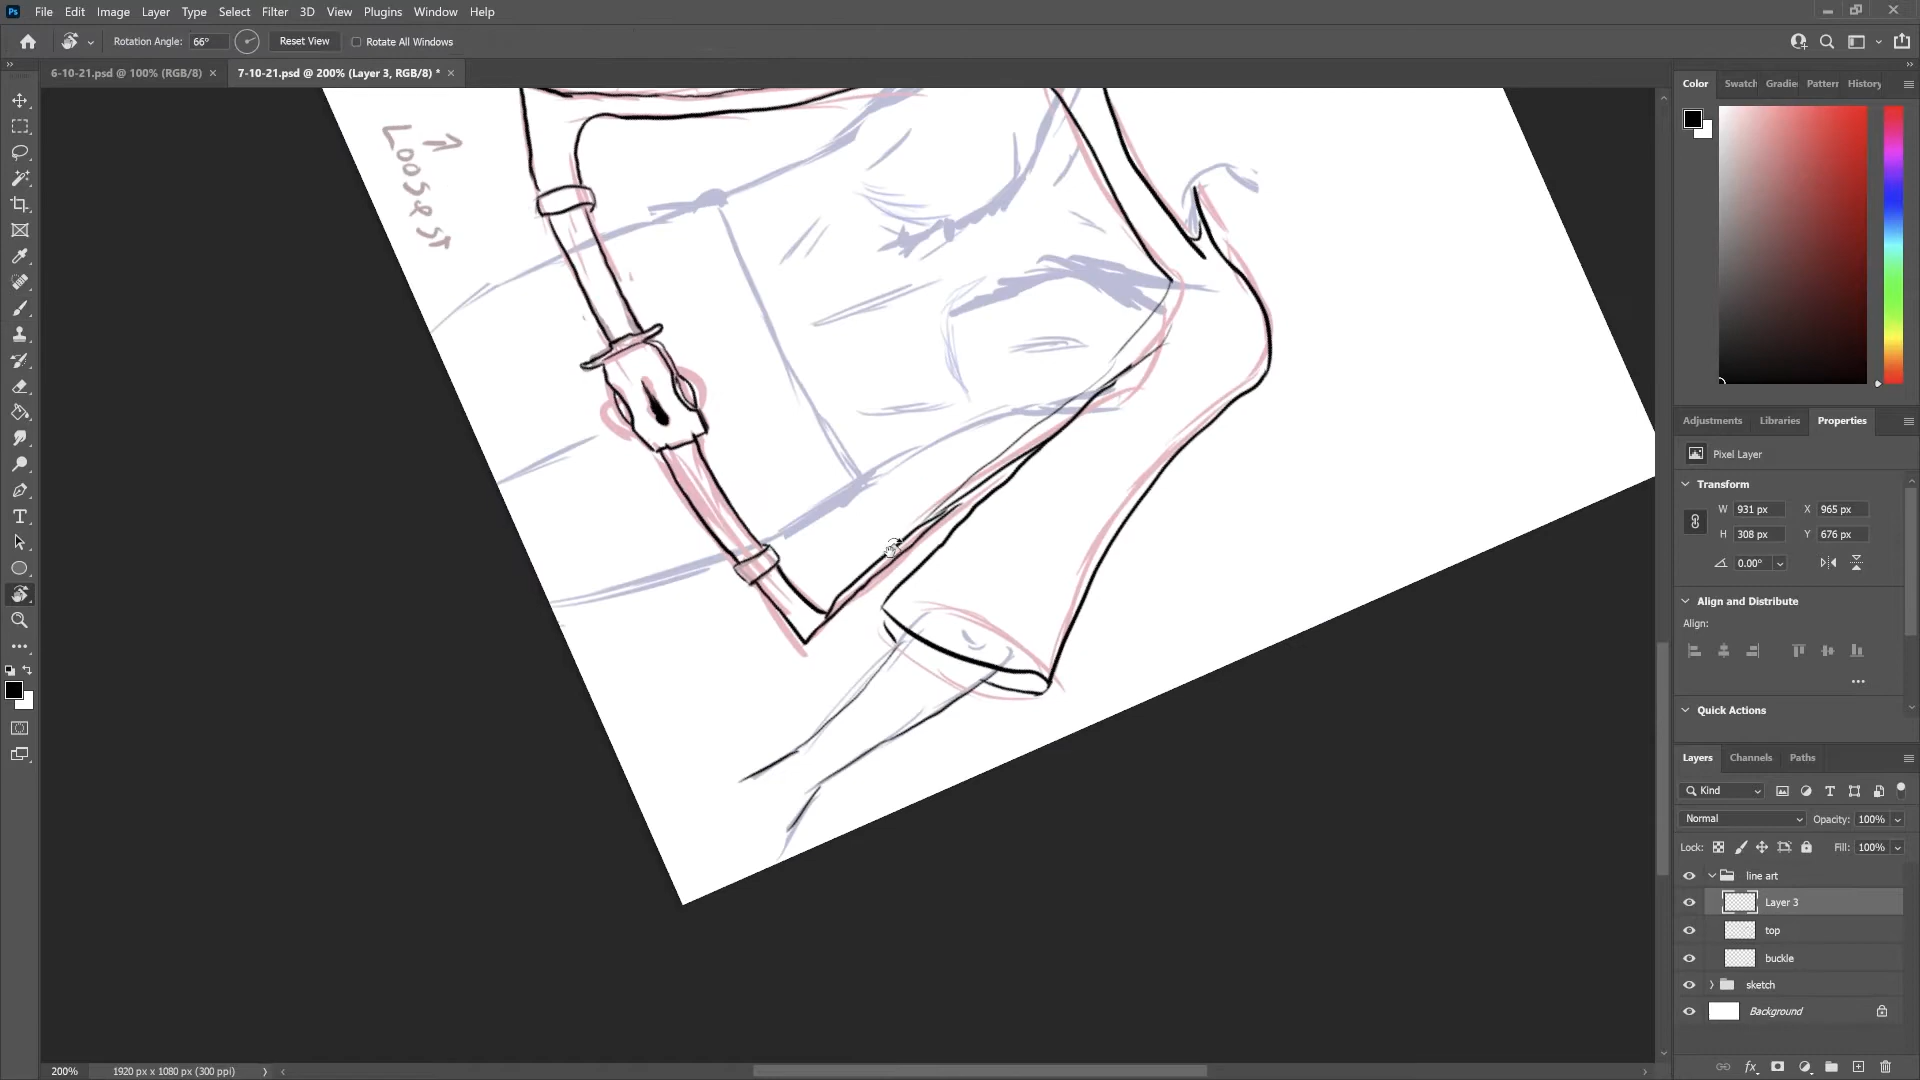 Ps File Edit Image Layer Type Select Filter 3D View Plugins Window Help
Rotation Angle: 66° Reset View Rotate All Windows
6-10-21.psd @ 100% (RGB/8) × 7-10-21.psd @ 200% (Layer 3, RGB/8) * ×
Color Swatch Gradie Pattern History
Loosest
Adjustments Libraries Properties
Pixel Layer
Transform
W 931 px X 965 px
H 308 px Y 676 px
0.00°
Align and Distribute
Align:
Quick Actions
Layers Channels Paths
Kind
Normal Opacity: 100%
Lock: Fill: 100%
line art
Layer 3
top
buckle
sketch
Background
200% 1920 px x 1080 px (300 ppi)